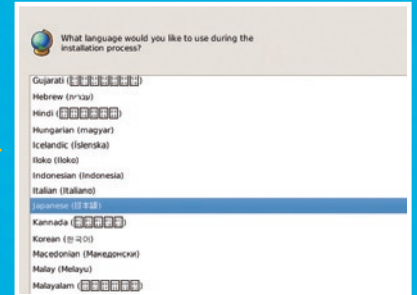 What language would you like to use during the
installation process?
Gujarati ()
Hebrew (עברית)
Hindi ()
Hungarian (magyar)
Icelandic (Íslenska)
Iloko (Iloko)
Indonesian (Indonesia)
Italian (Italiano)
Japanese (日本語)
Kannada ()
Korean (한국어)
Macedonian (Македонски)
Malay (Melayu)
Malayalam ()